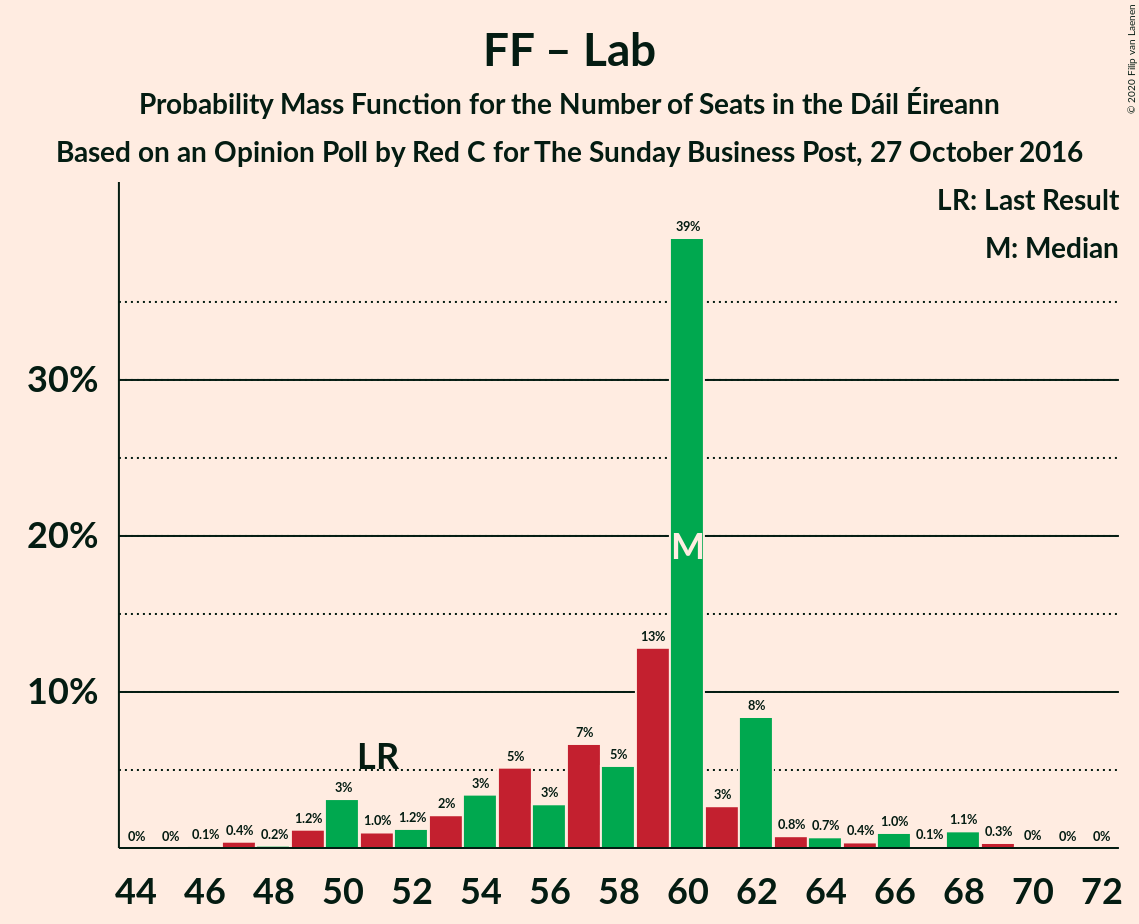 FF – Lab
Probability Mass Function for the Number of Seats in the Dáil Éireann
Based on an Opinion Poll by Red C for The Sunday Business Post, 27 October 2016
© 2020 Filip van Laenen
LR: Last Result
M: Median
30%
20%
10%
0% 0% 0.1% 0.4% 0.2% 1.2% 3% 1.0% 1.2% 2% 3% 5% 3% 7% 5% 13% 39% 3% 8% 0.8% 0.7% 0.4% 1.0% 0.1% 1.1% 0.3% 0% 0% 0%
LR
M
44 46 48 50 52 54 56 58 60 62 64 66 68 70 72